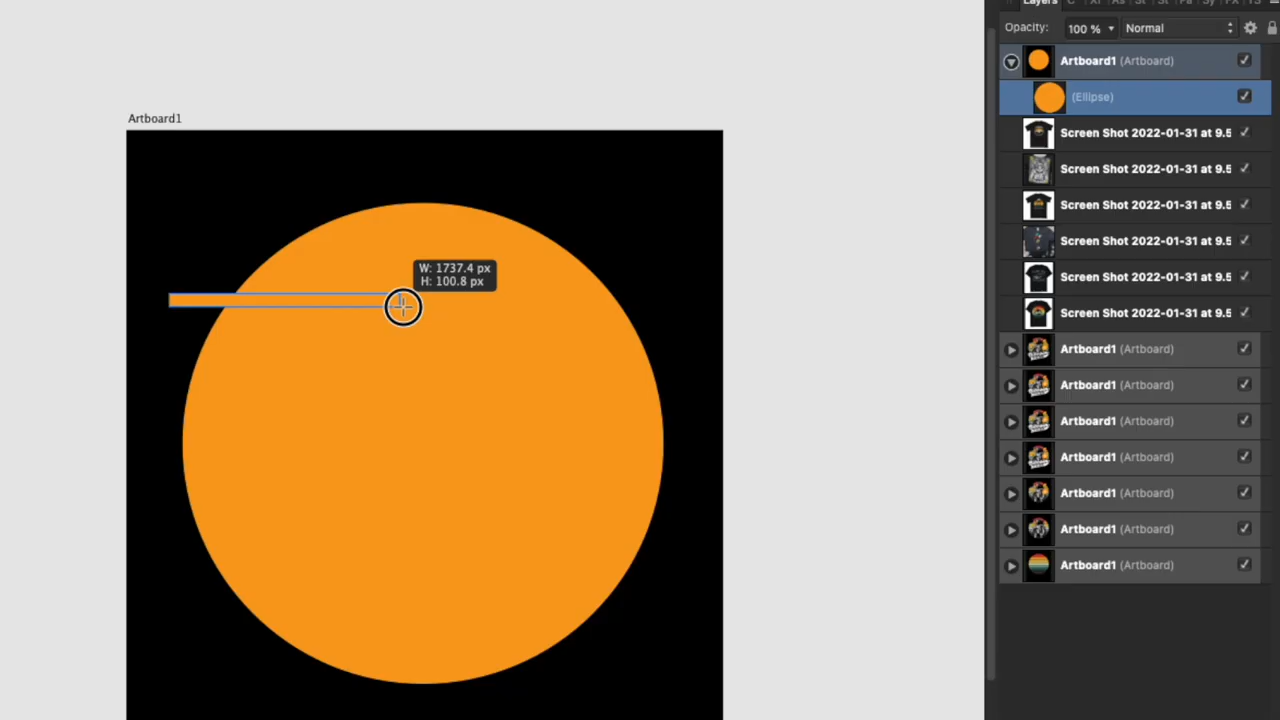 Layers
Opacity: 100 % Normal
Artboard1 (Artboard)
(Ellipse)
Screen Shot 2022-01-31 at 9.5
Screen Shot 2022-01-31 at 9.5
Screen Shot 2022-01-31 at 9.5
Screen Shot 2022-01-31 at 9.5
Screen Shot 2022-01-31 at 9.5
Screen Shot 2022-01-31 at 9.5
Artboard1 (Artboard)
Artboard1 (Artboard)
Artboard1 (Artboard)
Artboard1 (Artboard)
Artboard1 (Artboard)
Artboard1 (Artboard)
Artboard1 (Artboard)
Artboard1
W: 1737.4 px
H: 100.8 px